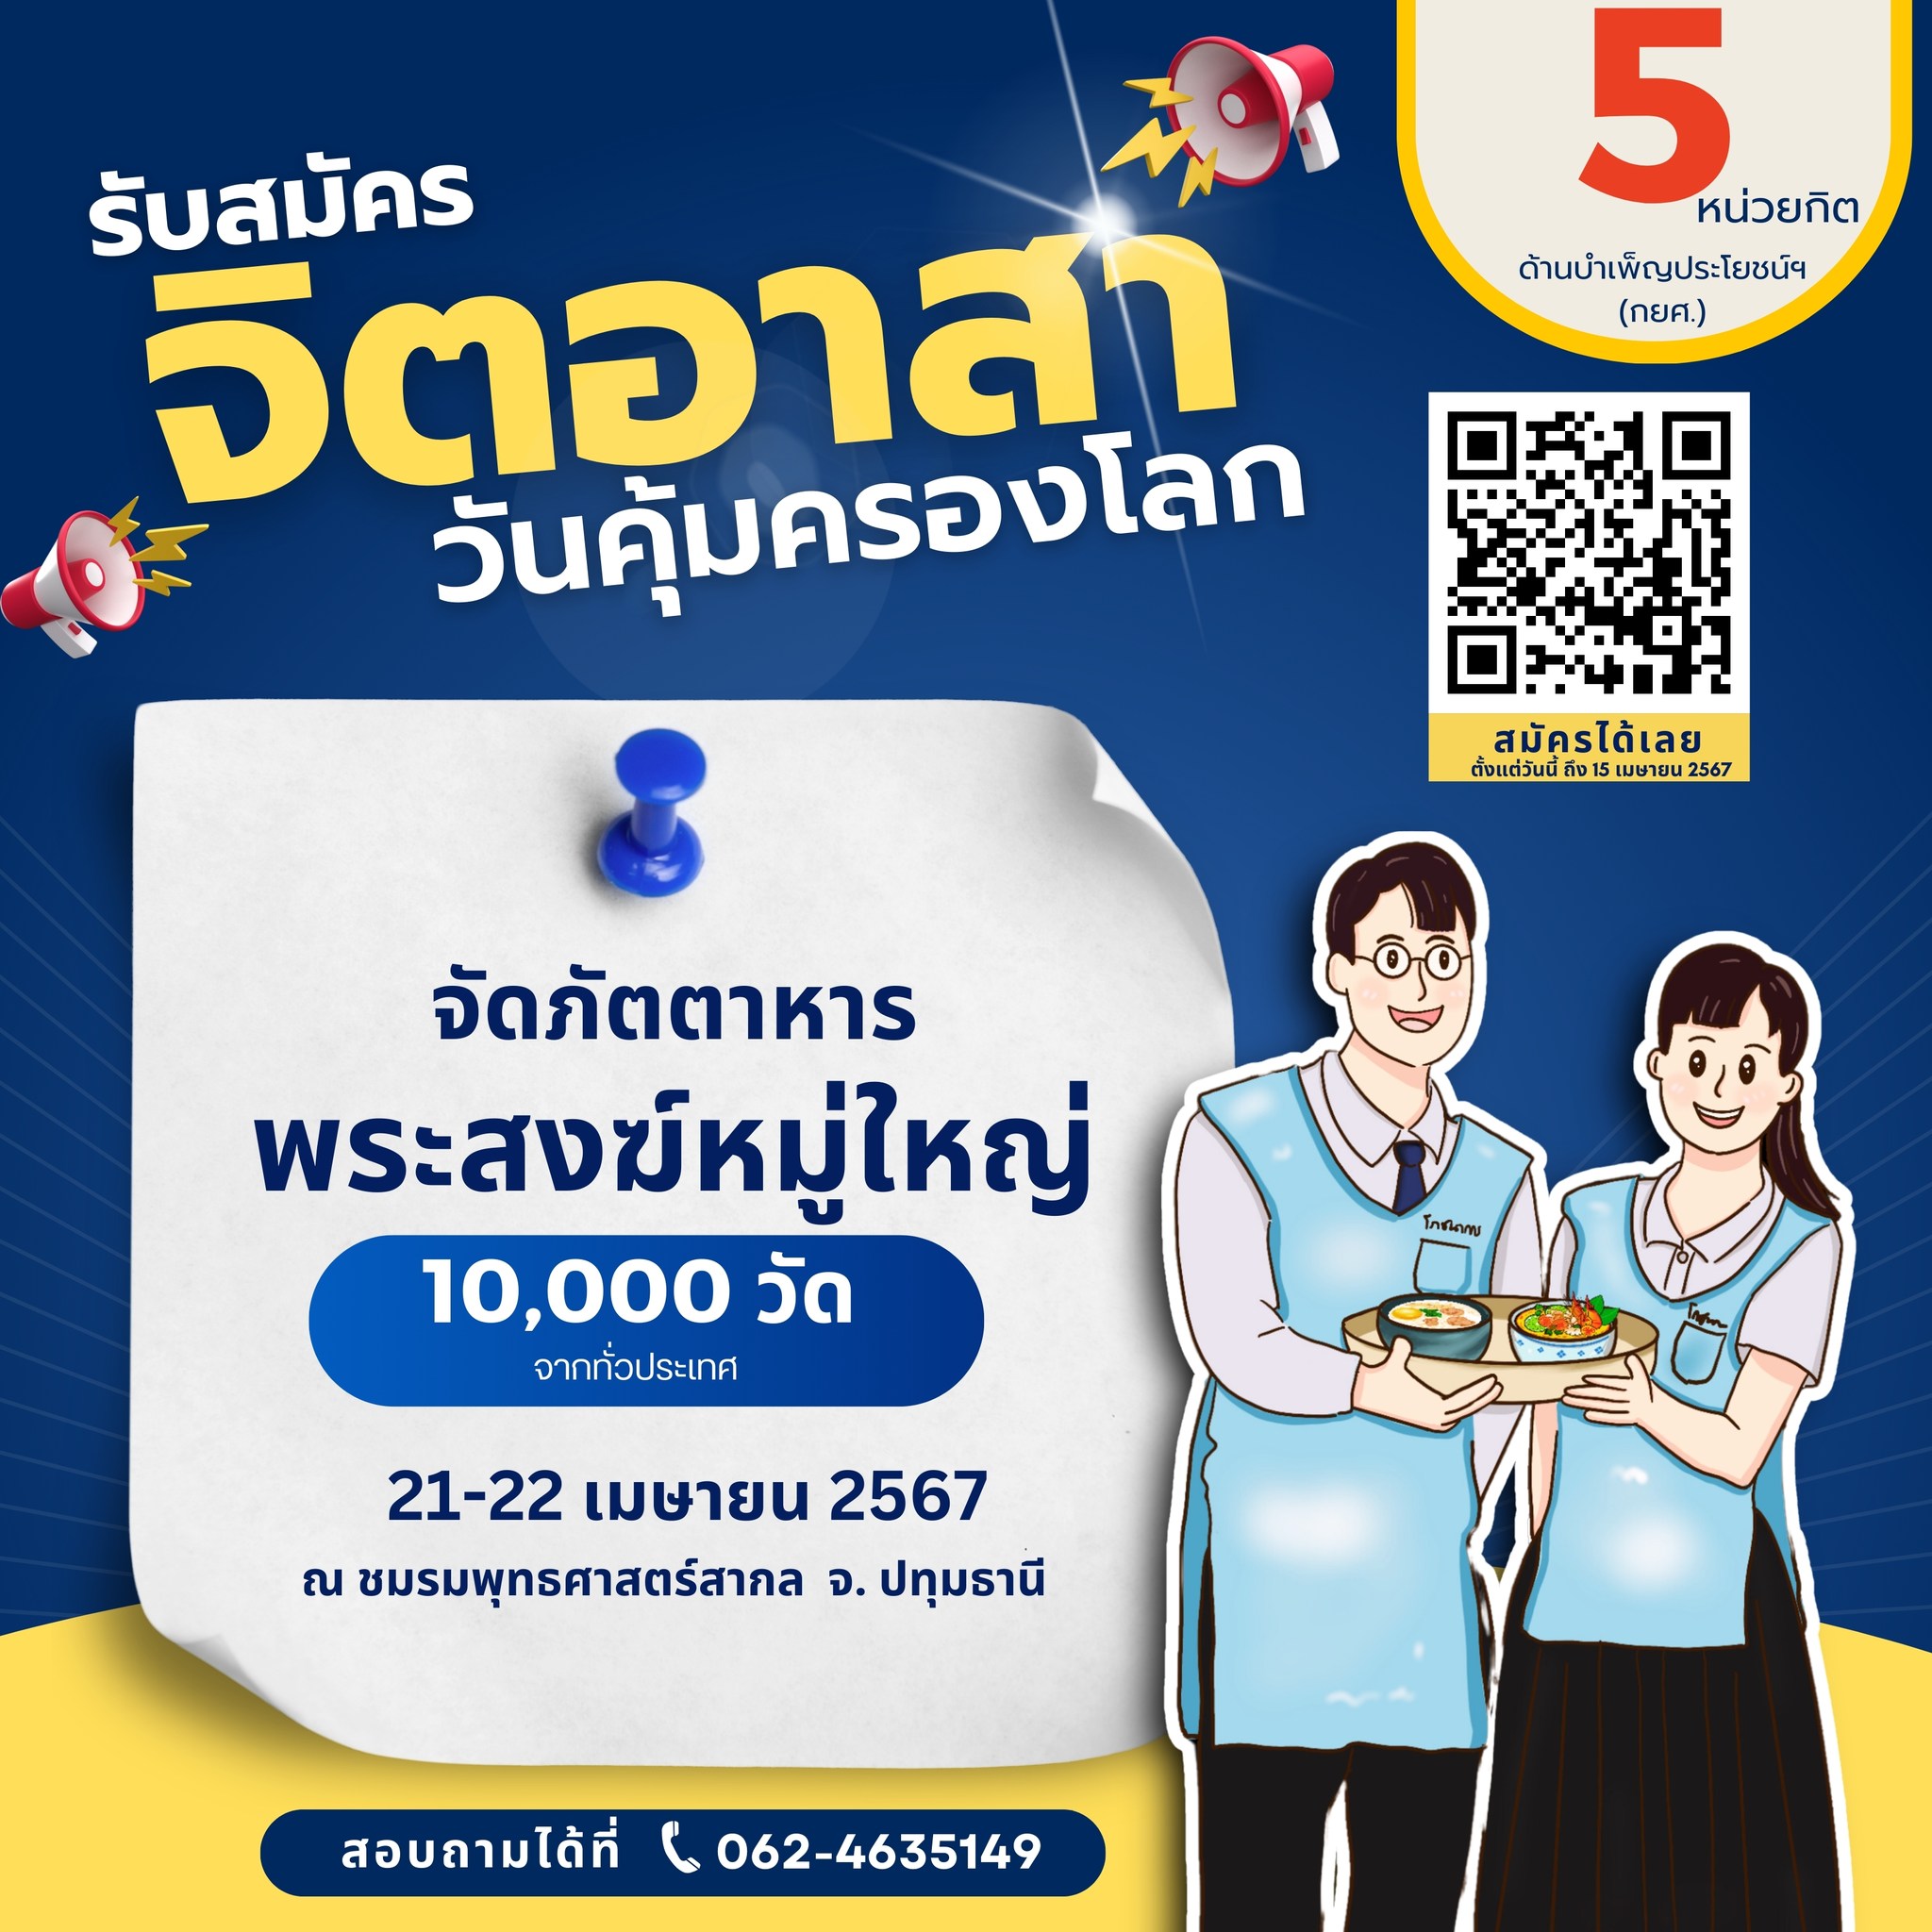 รับสมัคร
จิตอาสา
วันคุ้มครองโลก
5
หน่วยกิต
ด้านบำเพ็ญประโยชน์ฯ
(กยศ.)
สมัครได้เลย
ตั้งแต่วันนี้ ถึง 15 เมษายน 2567
จัดภัตตาหาร
พระสงฆ์หมู่ใหญ่
10,000 วัด
จากทั่วประเทศ
21-22 เมษายน 2567
ณ ชมรมพุทธศาสตร์สากล จ. ปทุมธานี
สอบถามได้ที่ 062-4635149